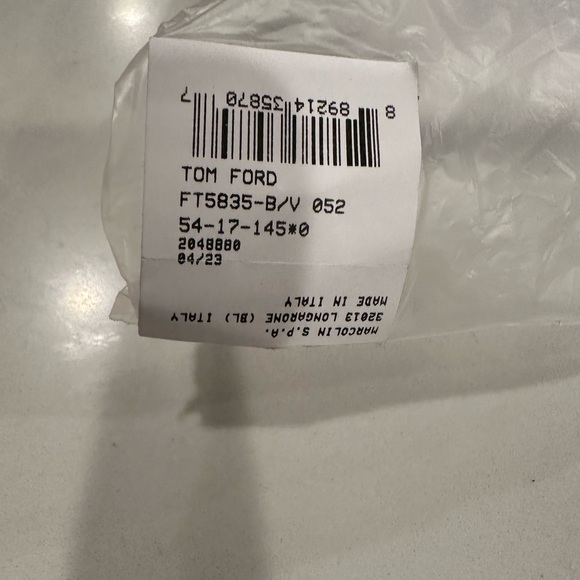 8 89214 35870 7
TOM FORD
FT5835-B/V 052
54-17-145*0
2048880
04/23
MARCOLIN S.P.A.
32013 LONGARONE (BL) ITALY
MADE IN ITALY